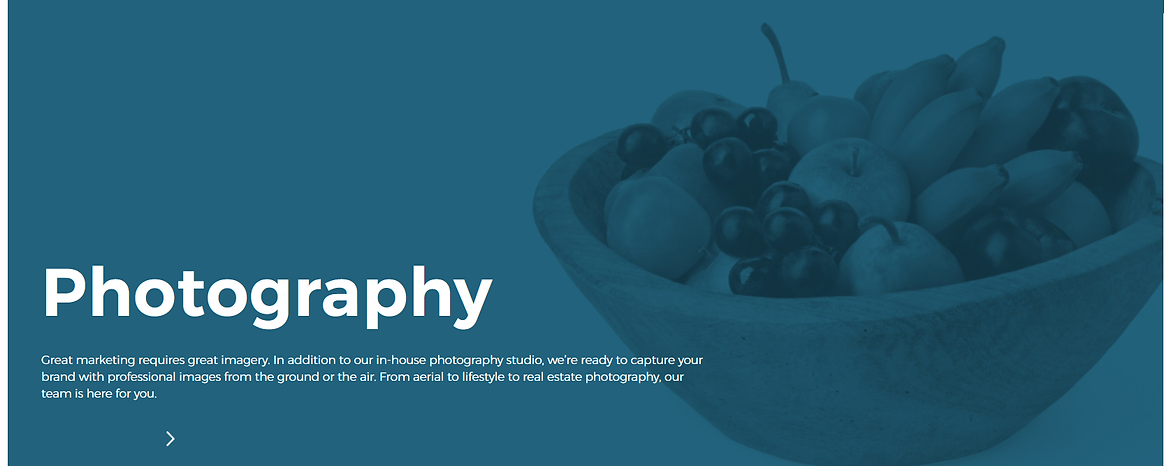 Photography
Great marketing requires great imagery. In addition to our in-house photography studio, we're ready to capture your
brand with professional images from the ground or the air. From aerial to lifestyle to real estate photography, our
team is here for you.